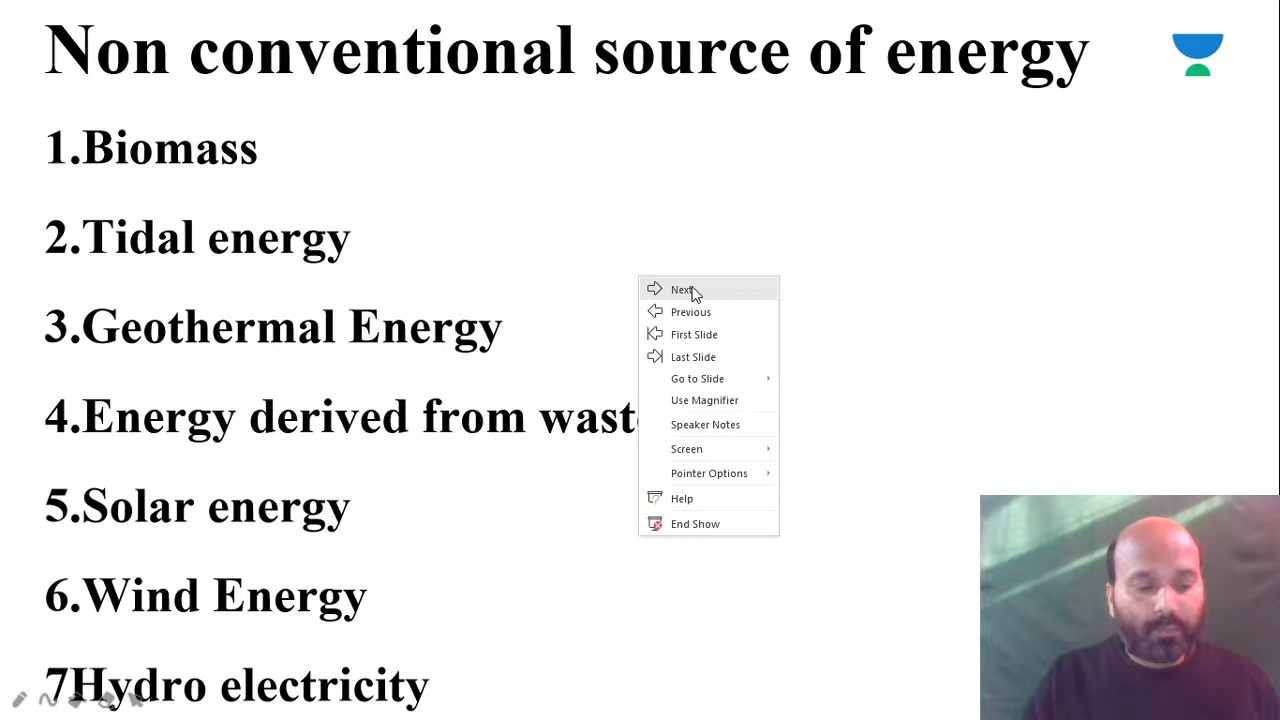 Non conventional source of energy
1.Biomass
2.Tidal energy
3.Geothermal Energy
4.Energy derived from
5.Solar energy
6.Wind Energy
7Hydro electricity
Next
Previous
First Slide
Last Slide
Go to Slide
Use Magnifier
Speaker Notes
Screen
Pointer Options
Help
End Show